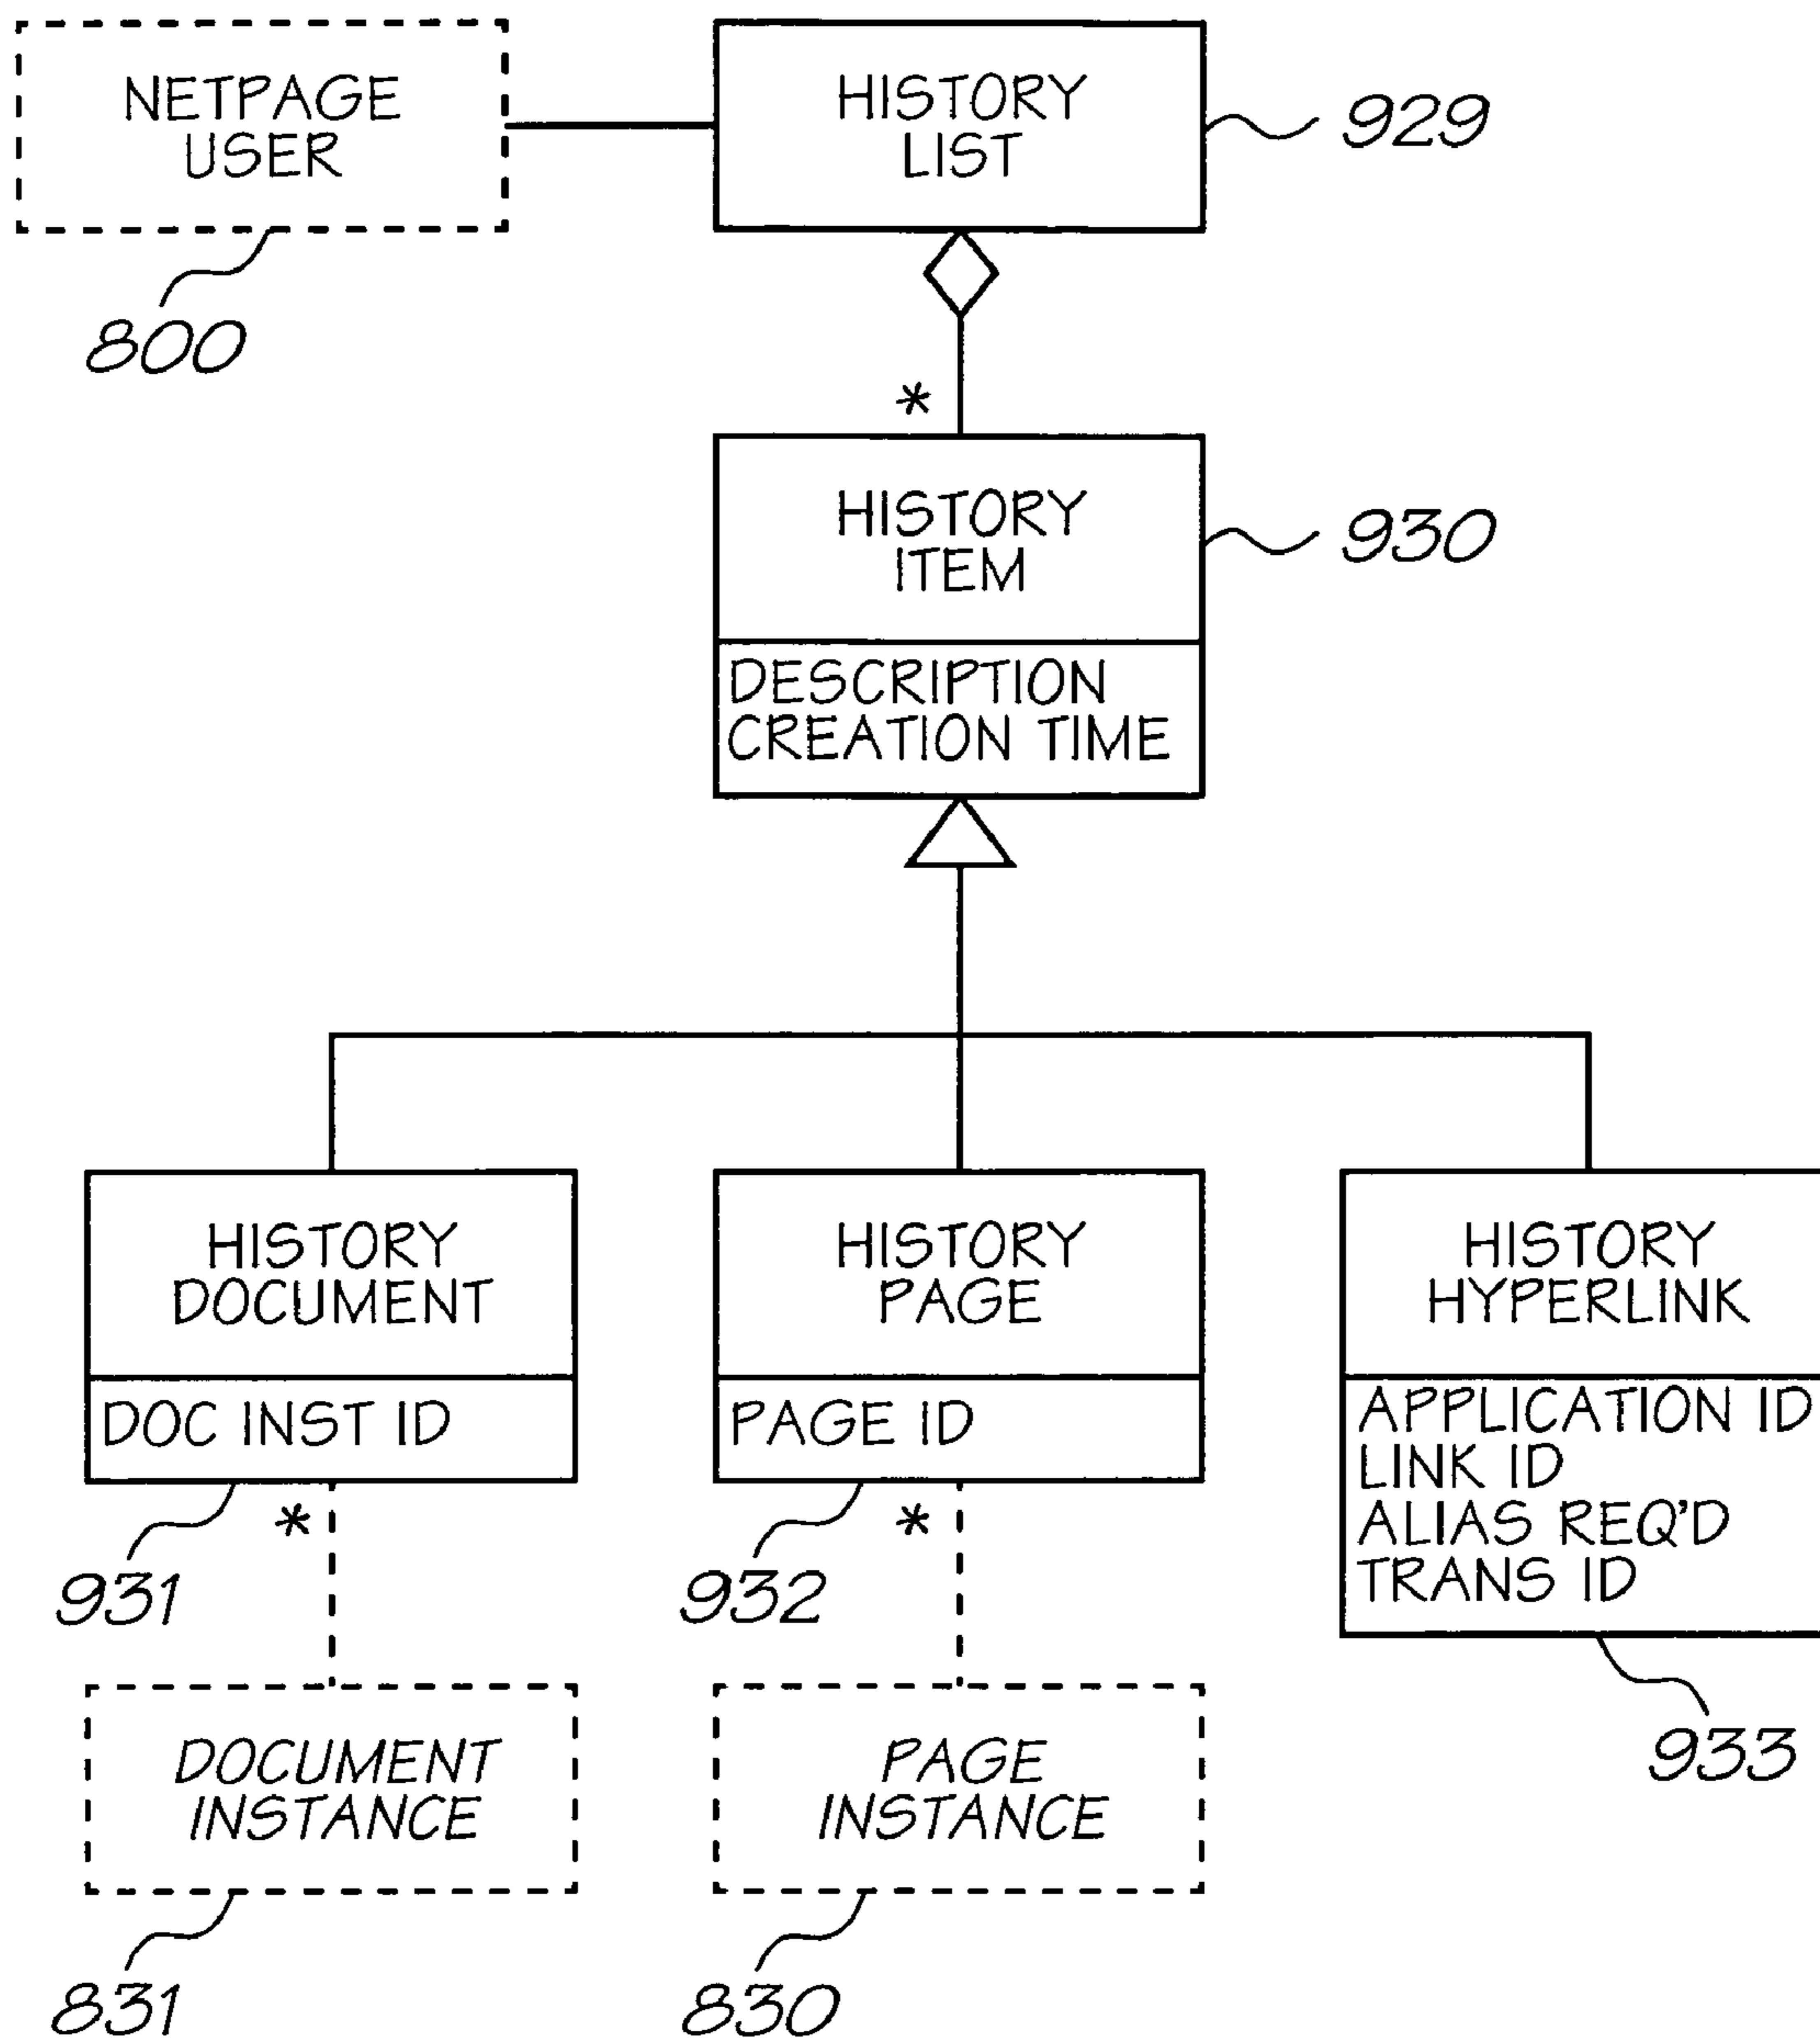 NETPAGE
USER
800
HISTORY
LIST
929
*
HISTORY
ITEM
930
DESCRIPTION
CREATION TIME
HISTORY
DOCUMENT
DOC INST ID
931
*
HISTORY
PAGE
PAGE ID
932
*
HISTORY
HYPERLINK
APPLICATION ID
LINK ID
ALIAS REQ'D
TRANS ID
933
DOCUMENT
INSTANCE
831
PAGE
INSTANCE
830